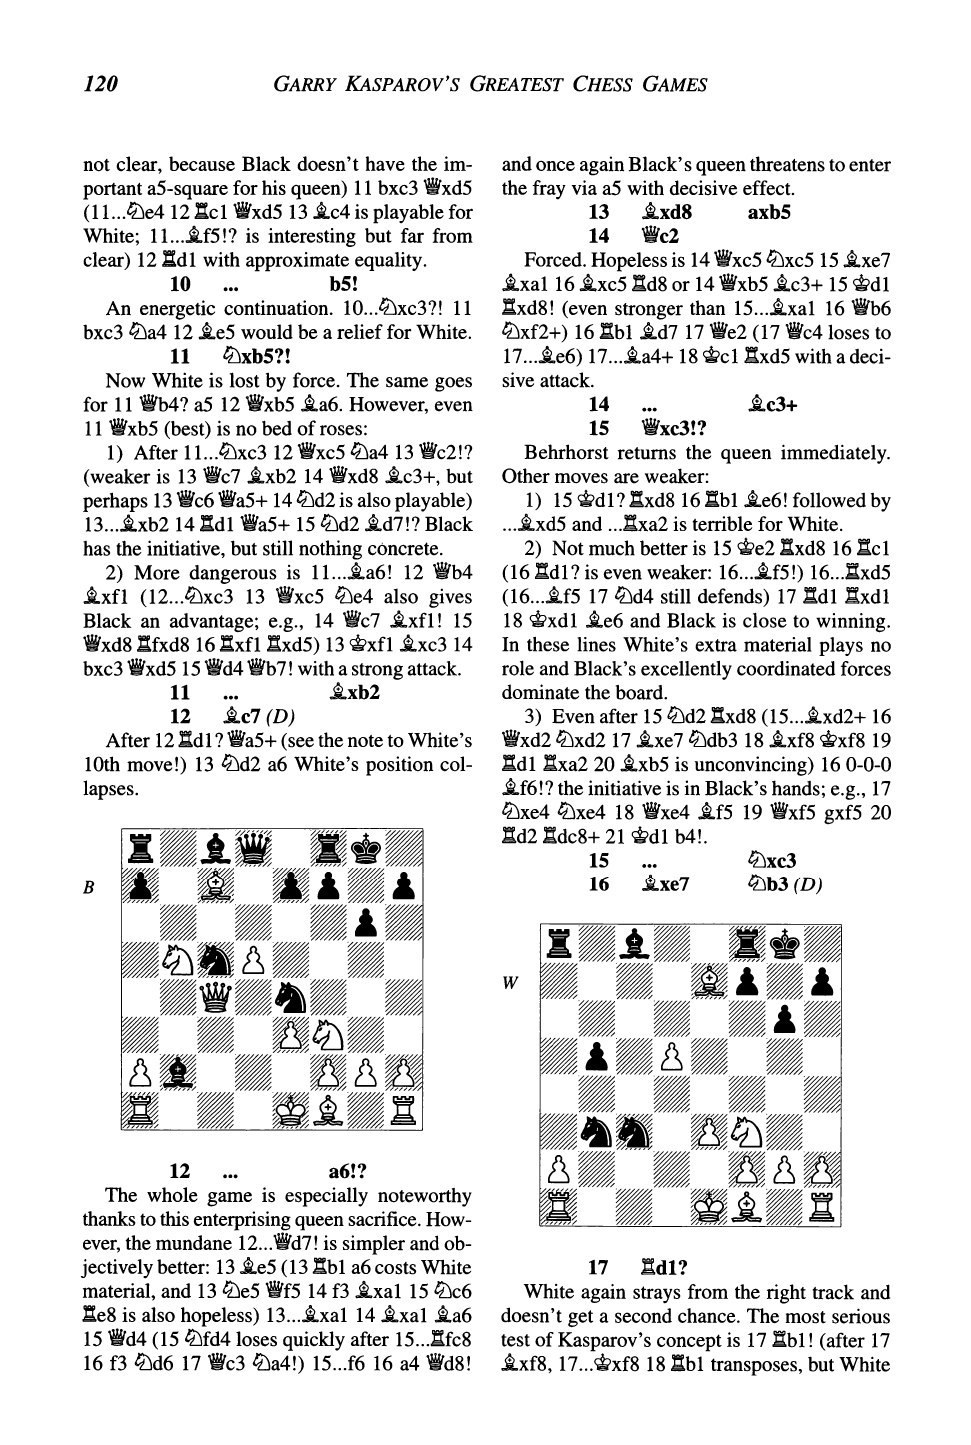 120 GARRY KASPAROV'S GREATEST CHESS GAMES
not clear, because Black doesn't have the im-
portant a5-square for his queen) 11 bxc3 ♕xd5
(11...♘e4 12 ♖c1 ♕xd5 13 ♗c4 is playable for
White; 11...♗f5!? is interesting but far from
clear) 12 ♖d1 with approximate equality.
10 ... b5!
An energetic continuation. 10...♘xc3?! 11
bxc3 ♘a4 12 ♗e5 would be a relief for White.
11 ♘xb5?!
Now White is lost by force. The same goes
for 11 ♕b4? a5 12 ♕xb5 ♗a6. However, even
11 ♕xb5 (best) is no bed of roses:
1) After 11...♘xc3 12 ♕xc5 ♘a4 13 ♕c2!?
(weaker is 13 ♕c7 ♗xb2 14 ♕xd8 ♗c3+, but
perhaps 13 ♕c6 ♕a5+ 14 ♘d2 is also playable)
13...♗xb2 14 ♖d1 ♕a5+ 15 ♘d2 ♗d7!? Black
has the initiative, but still nothing concrete.
2) More dangerous is 11...♗a6! 12 ♕b4
♗xf1 (12...♘xc3 13 ♕xc5 ♘e4 also gives
Black an advantage; e.g., 14 ♕c7 ♗xf1! 15
♕xd8 ♖fxd8 16 ♖xf1 ♖xd5) 13 ♔xf1 ♗xc3 14
bxc3 ♕xd5 15 ♕d4 ♕b7! with a strong attack.
11 ... ♗xb2
12 ♗c7 (D)
After 12 ♖d1? ♕a5+ (see the note to White's
10th move!) 13 ♘d2 a6 White's position col-
lapses.
B
12 ... a6!?
The whole game is especially noteworthy
thanks to this enterprising queen sacrifice. How-
ever, the mundane 12...♕d7! is simpler and ob-
jectively better: 13 ♗e5 (13 ♖b1 a6 costs White
material, and 13 ♘e5 ♕f5 14 f3 ♗xa1 15 ♘c6
♖e8 is also hopeless) 13...♗xa1 14 ♗xa1 ♗a6
15 ♕d4 (15 ♘fd4 loses quickly after 15...♖fc8
16 f3 ♘d6 17 ♕c3 ♘a4!) 15...f6 16 a4 ♕d8!
and once again Black's queen threatens to enter
the fray via a5 with decisive effect.
13 ♗xd8 axb5
14 ♕c2
Forced. Hopeless is 14 ♕xc5 ♘xc5 15 ♗xe7
♗xa1 16 ♗xc5 ♖d8 or 14 ♕xb5 ♗c3+ 15 ♔d1
♖xd8! (even stronger than 15...♗xa1 16 ♕b6
♘xf2+) 16 ♖b1 ♗d7 17 ♕e2 (17 ♕c4 loses to
17...♗e6) 17...♗a4+ 18 ♔c1 ♖xd5 with a deci-
sive attack.
14 ... ♗c3+
15 ♕xc3!?
Behrhorst returns the queen immediately.
Other moves are weaker:
1) 15 ♔d1? ♖xd8 16 ♖b1 ♗e6! followed by
...♗xd5 and ...♖xa2 is terrible for White.
2) Not much better is 15 ♔e2 ♖xd8 16 ♖c1
(16 ♖d1? is even weaker: 16...♗f5!) 16...♖xd5
(16...♗f5 17 ♘d4 still defends) 17 ♖d1 ♖xd1
18 ♔xd1 ♗e6 and Black is close to winning.
In these lines White's extra material plays no
role and Black's excellently coordinated forces
dominate the board.
3) Even after 15 ♘d2 ♖xd8 (15...♗xd2+ 16
♕xd2 ♘xd2 17 ♗xe7 ♘db3 18 ♗xf8 ♔xf8 19
♖d1 ♖xa2 20 ♗xb5 is unconvincing) 16 0-0-0
♗f6!? the initiative is in Black's hands; e.g., 17
♘xe4 ♘xe4 18 ♕xe4 ♗f5 19 ♕xf5 gxf5 20
♖d2 ♖dc8+ 21 ♔d1 b4!.
15 ... ♘xc3
16 ♗xe7 ♘b3 (D)
W
17 ♖d1?
White again strays from the right track and
doesn't get a second chance. The most serious
test of Kasparov's concept is 17 ♖b1! (after 17
♗xf8, 17...♔xf8 18 ♖b1 transposes, but White